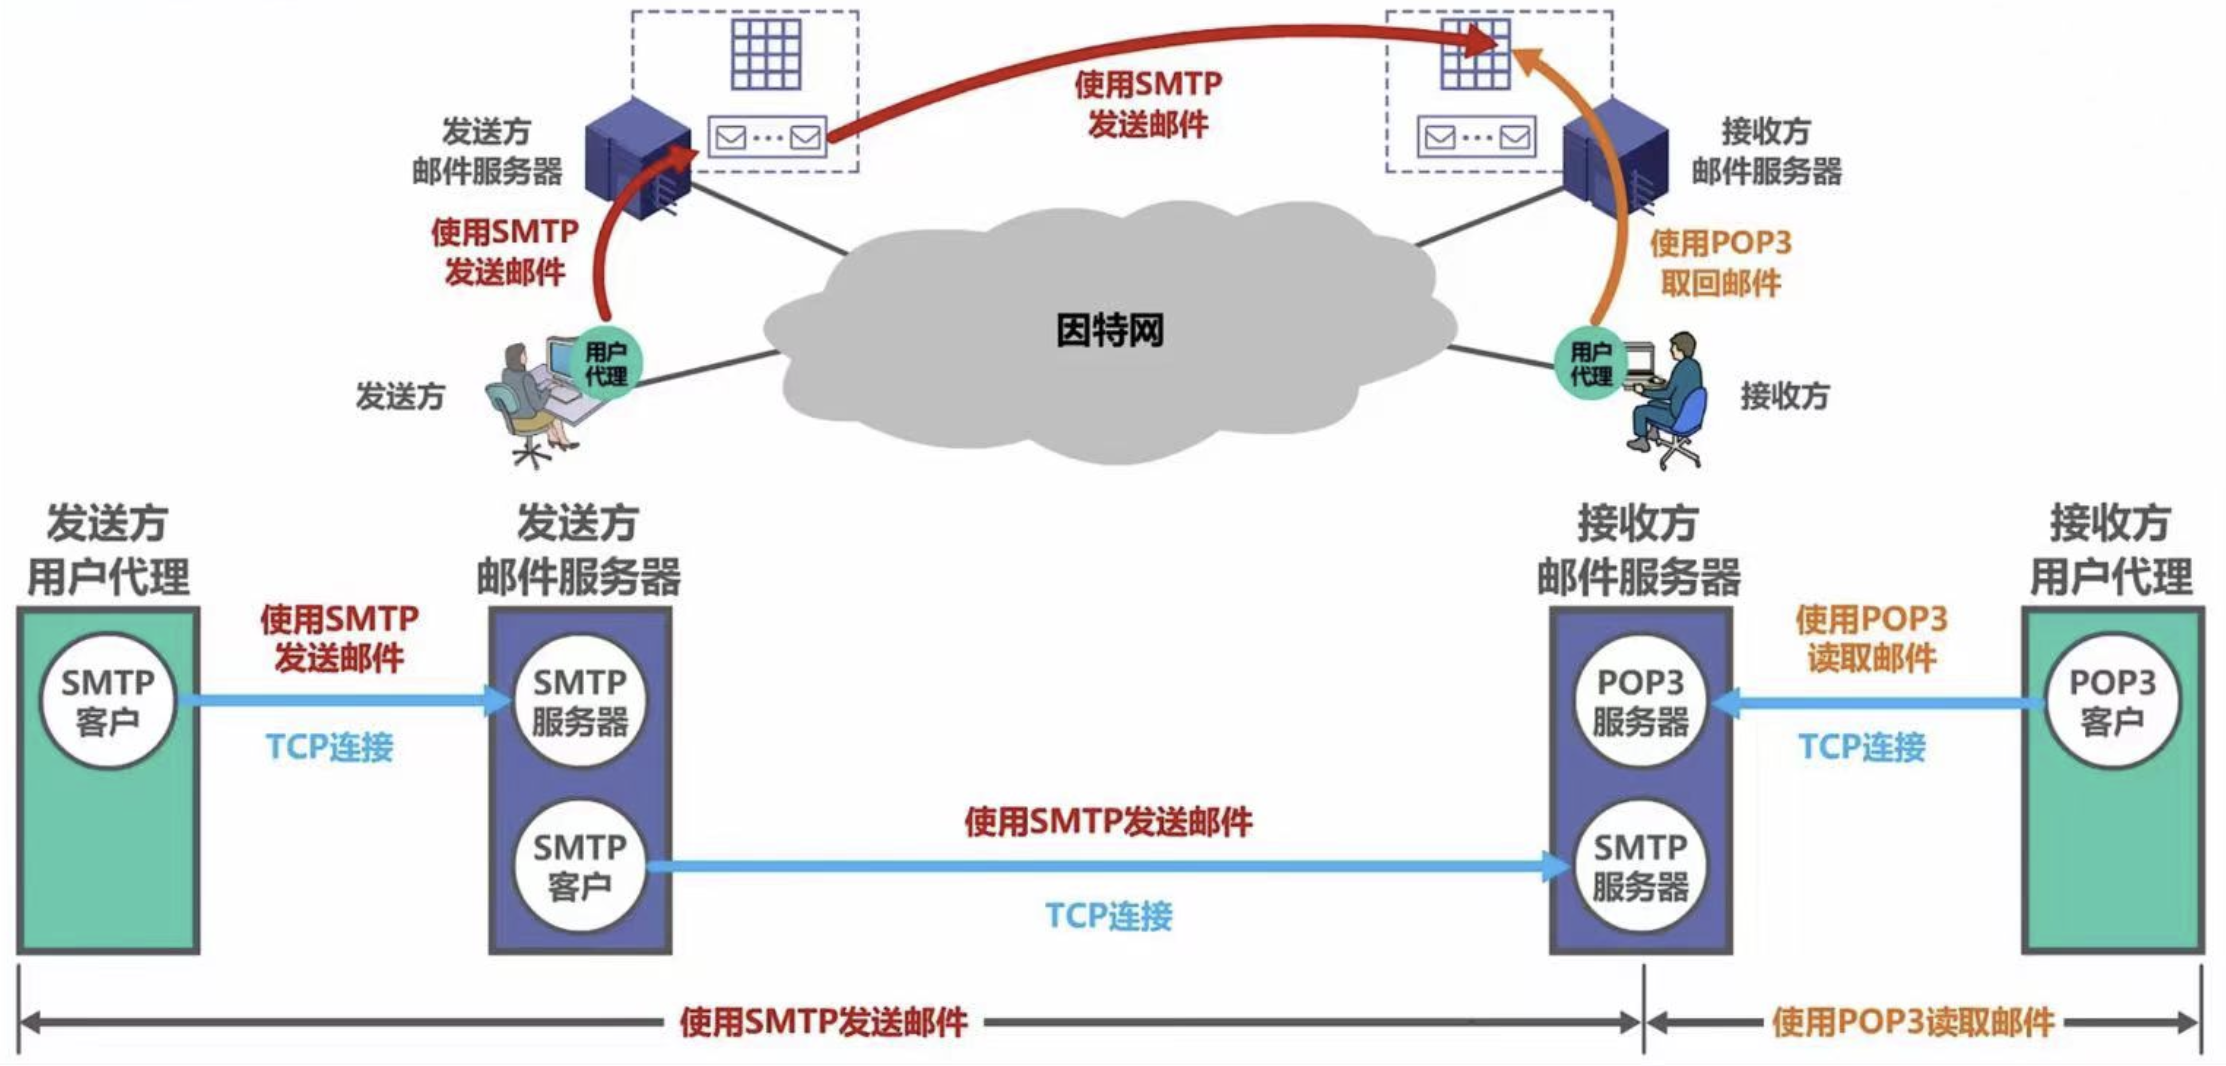 使用SMTP
发送邮件
发送方
邮件服务器
接收方
邮件服务器
使用SMTP
发送邮件
使用POP3
取回邮件
因特网
用户
代理
用户
代理
发送方
接收方
发送方
用户代理
发送方
邮件服务器
接收方
邮件服务器
接收方
用户代理
使用SMTP
发送邮件
使用POP3
读取邮件
SMTP
客户
SMTP
服务器
POP3
服务器
POP3
客户
TCP连接
TCP连接
使用SMTP发送邮件
SMTP
客户
SMTP
服务器
TCP连接
使用SMTP发送邮件
使用POP3读取邮件